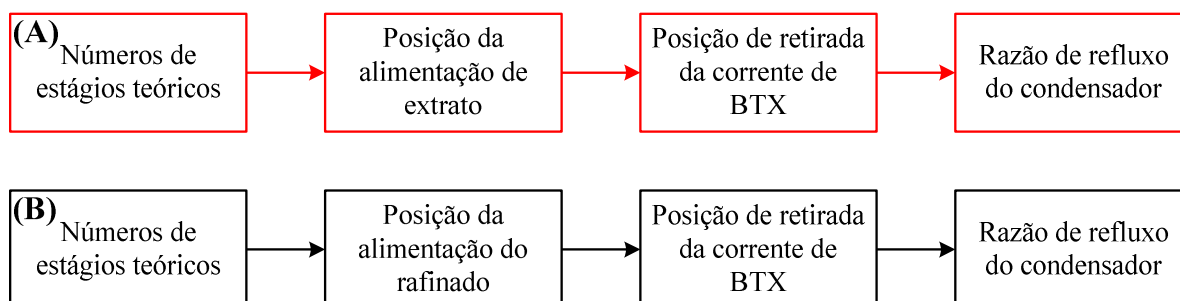 (A)
Números de
estágios teóricos
Posição da
alimentação de
extrato
Posição de retirada
da corrente de
BTX
Razão de refluxo
do condensador
(B)
Números de
estágios teóricos
Posição da
alimentação do
rafinado
Posição de retirada
da corrente de
BTX
Razão de refluxo
do condensador